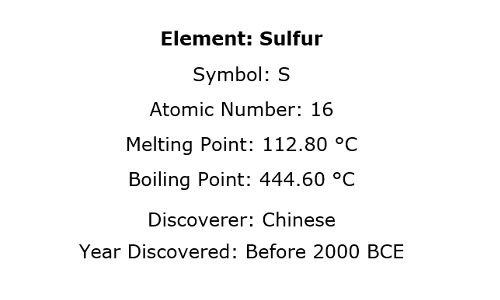 Element: Sulfur
Symbol: S
Atomic Number: 16
Melting Point: 112.80 °C
Boiling Point: 444.60 °C
Discoverer: Chinese
Year Discovered: Before 2000 BCE